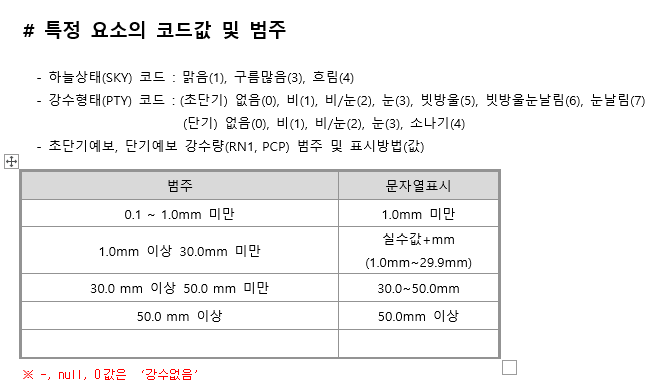 # 특정 요소의 코드값 및 범주
- 하늘상태(SKY) 코드 : 맑음(1), 구름많음(3), 흐림(4)
- 강수형태(PTY) 코드 : (초단기) 없음(0), 비(1), 비/눈(2), 눈(3), 빗방울(5), 빗방울눈날림(6), 눈날림(7)
(단기) 없음(0), 비(1), 비/눈(2), 눈(3), 소나기(4)
- 초단기예보, 단기예보 강수량(RN1, PCP) 범주 및 표시방법(값)
범주 문자열표시
0.1 ~ 1.0mm 미만 1.0mm 미만
1.0mm 이상 30.0mm 미만 실수값+mm
(1.0mm~29.9mm)
30.0 mm 이상 50.0 mm 미만 30.0~50.0mm
50.0 mm 이상 50.0mm 이상
※ -, null, 0값은 ‘강수없음’